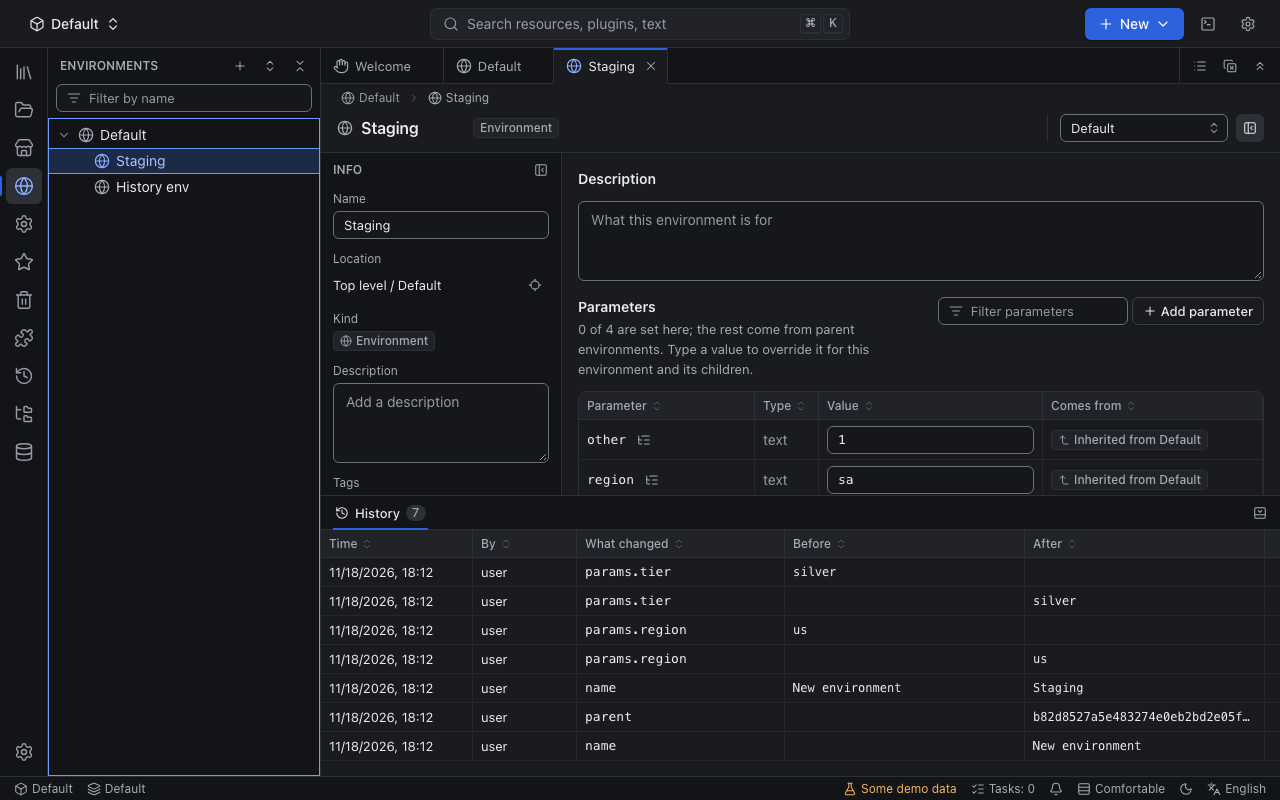 Default
Search resources, plugins, text
⌘ K
New
ENVIRONMENTS
Filter by name
Default
Staging
History env
Welcome
Default
Staging
Default
Staging
Staging
Environment
Default
INFO
Name
Staging
Location
Top level / Default
Kind
Environment
Description
Add a description
Tags
Description
What this environment is for
Parameters
0 of 4 are set here; the rest come from parent
environments. Type a value to override it for this
environment and its children.
Filter parameters
Add parameter
Parameter Type Value Comes from
other text 1 Inherited from Default
region text sa Inherited from Default
History 7
Time By What changed Before After
11/18/2026, 18:12 user params.tier silver
11/18/2026, 18:12 user params.tier silver
11/18/2026, 18:12 user params.region us
11/18/2026, 18:12 user params.region us
11/18/2026, 18:12 user name New environment Staging
11/18/2026, 18:12 user parent b82d8527a5e483274e0eb2bd2e05f…
11/18/2026, 18:12 user name New environment
Default Default Some demo data Tasks: 0 Comfortable English